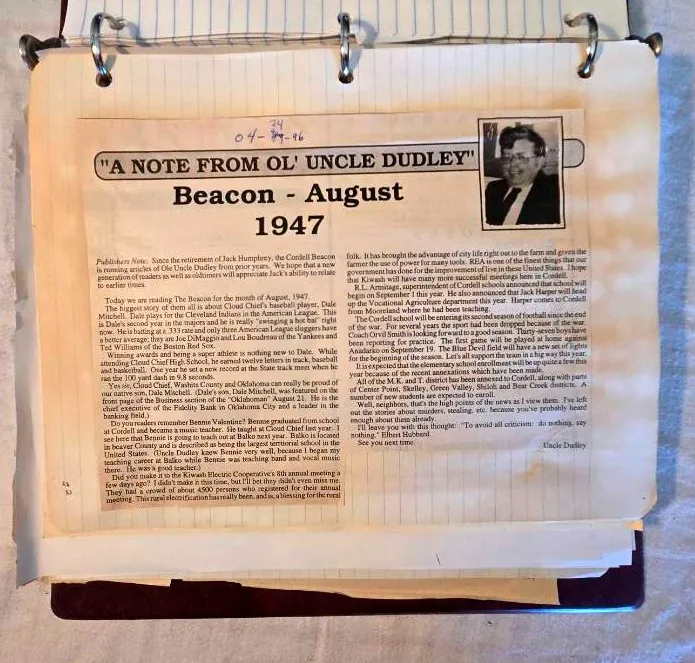 04-24-96
"A NOTE FROM OL' UNCLE DUDLEY"
Beacon - August
1947
Publishers Note: Since the retirement of Jack Humphrey, the Cordell Beacon
is running articles of Ole Uncle Dudley from prior years. We hope that a new
generation of readers as well as oldtimers will appreciate Jack's ability to relate
to earlier times.
Today we are reading The Beacon for the month of August, 1947.
The biggest story of them all is about Cloud Chief's baseball player, Dale
Mitchell. Dale plays for the Cleveland Indians in the American League. This
is Dale's second year in the majors and he is really "swinging a hot bat" right
now. He is batting at a .333 rate and only three American League sluggers have
a better average; they are Joe DiMaggio and Lou Boudreau of the Yankees and
Ted Williams of the Boston Red Sox.
Winning awards and being a super athlete is nothing new to Dale. While
attending Cloud Chief High School, he earned twelve letters in track, baseball
and basketball. One year he set a new record at the State track meet when he
ran the 100 yard dash in 9.8 seconds.
Yes sir, Cloud Chief, Washita County and Oklahoma can really be proud of
our native son, Dale Mitchell. (Dale's son, Dale Mitchell, was featured on the
front page of the Business section of the "Oklahoman" August 21. He is the
chief executive of the Fidelity Bank in Oklahoma City and a leader in the
banking field.)
Do you readers remember Bennie Valentine? Bennie graduated from school
at Cordell and became a music teacher. He taught at Cloud Chief last year. I
see here that Bennie is going to teach out at Balko next year. Balko is located
in beaver County and is described as being the largest territorial school in the
United States. (Uncle Dudley knew Bennie very well, because I began my
teaching career at Balko while Bennie was teaching band and vocal music
there. He was a good teacher.)
Did you make it to the Kiwash Electric Cooperative's 8th annual meeting a
few days ago? I didn't make it this time, but I'll bet they didn't even miss me.
They had a crowd of about 4500 persons who registered for their annual
meeting. This rural electrification has really been, and is, a blessing for the rural
folk. It has brought the advantage of city life right out to the farm and gives the
farmer the use of power for many tools. REA is one of the finest things that our
government has done for the improvement of live in these United States. I hope
that Kiwash will have many more successful meetings here in Cordell.
R.L. Armitage, superintendent of Cordell schools announced that school will
begin on September 1 this year. He also announced that Jack Harper will head
up the Vocational Agriculture department this year. Harper comes to Cordell
from Mooreland where he had been teaching.
The Cordell school will be entering its second season of football since the end
of the war. For several years the sport had been dropped because of the war.
Coach Orvil Smith is looking forward to a good season. Thirty-seven boys have
been reporting for practice. The first game will be played at home against
Anadarko on September 19. The Blue Devil field will have a new set of lights
for the beginning of the season. Let's all support the team in a big way this year.
It is expected that the elementary school enrollment will be up quite a few this
year because of the recent annexations which have been made.
All of the M.K. and T. district has been annexed to Cordell, along with parts
of Center Point, Skelley, Green Valley, Shiloh and Bear Creek districts. A
number of new students are expected to enroll.
Well, neighbors, that's the high points of the news as I view them. I've left
out the stories about murders, stealing, etc. because you've probably heard
enough about them already.
I'll leave you with this thought: "To avoid all criticism: do nothing, say
nothing." Elbert Hubbard.
See you next time.
Uncle Dudley